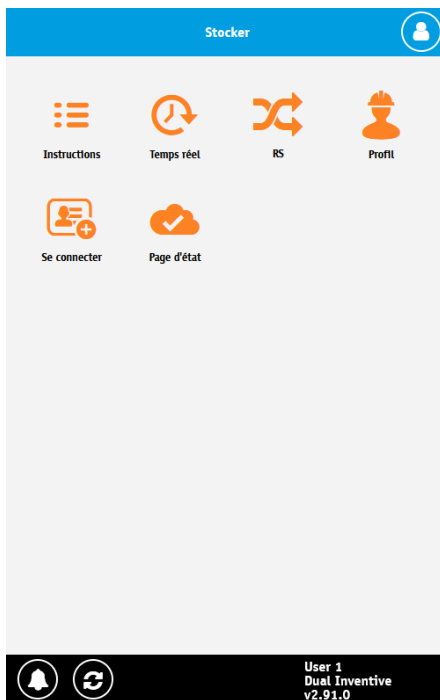 Stocker
Instructions
Temps réel
RS
Profil
Se connecter
Page d'état
User 1
Dual Inventive
v2.91.0